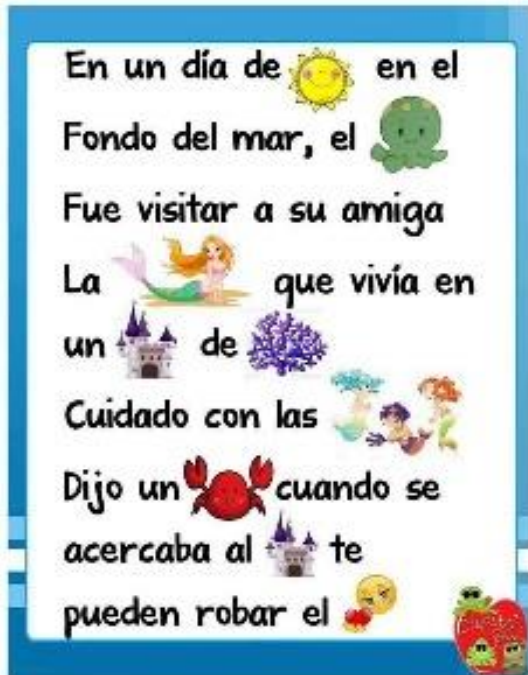 En un día de en el
Fondo del mar, el
Fue visitar a su amiga
La que vivía en
un de
Cuidado con las
Dijo un cuando se
acercaba al te
pueden robar el